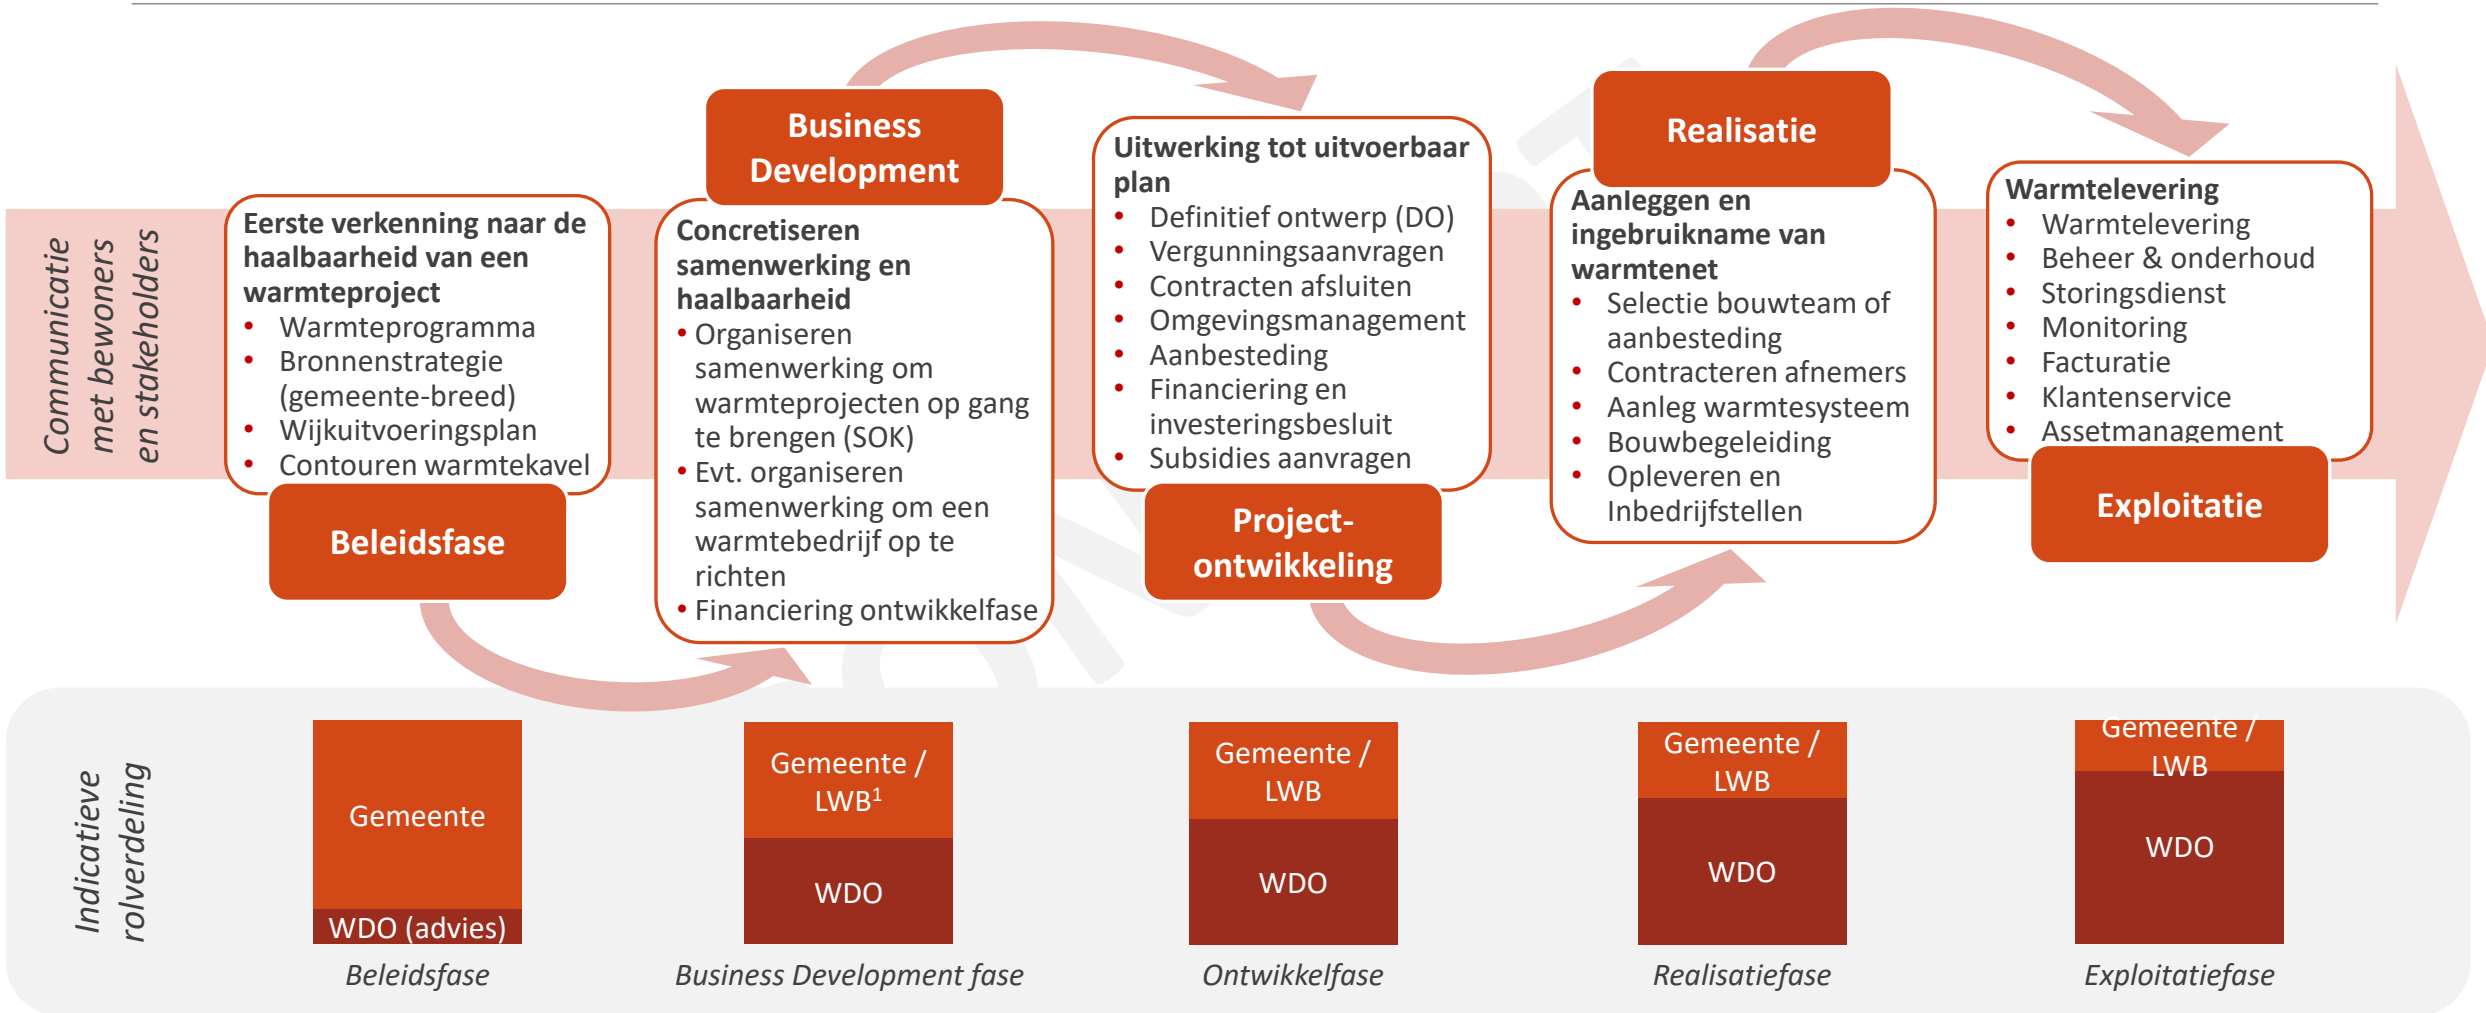 Communicatie
met bewoners
en stakeholders
Eerste verkenning naar de
haalbaarheid van een
warmteproject
• Warmteprogramma
• Bronnenstrategie
(gemeente-breed)
• Wijkuitvoeringsplan
• Contouren warmtekavel
Beleidsfase
Business
Development
Concretiseren
samenwerking en
haalbaarheid
• Organiseren
samenwerking om
warmteprojecten op gang
te brengen (SOK)
• Evt. organiseren
samenwerking om een
warmtebedrijf op te
richten
• Financiering ontwikkelfase
Uitwerking tot uitvoerbaar
plan
• Definitief ontwerp (DO)
• Vergunningsaanvragen
• Contracten afsluiten
• Omgevingsmanagement
• Aanbesteding
• Financiering en
investeringsbesluit
• Subsidies aanvragen
Project-
ontwikkeling
Realisatie
Aanleggen en
ingebruikname van
warmtenet
• Selectie bouwteam of
aanbesteding
• Contracteren afnemers
• Aanleg warmtesysteem
• Bouwbegeleiding
• Opleveren en
Inbedrijfstellen
Warmtelevering
• Warmtelevering
• Beheer & onderhoud
• Storingsdienst
• Monitoring
• Facturatie
• Klantenservice
• Assetmanagement
Exploitatie
Indicatieve
rolverdeling
Gemeente
WDO (advies)
Beleidsfase
Gemeente /
LWB¹
WDO
Business Development fase
Gemeente /
LWB
WDO
Ontwikkelfase
Gemeente /
LWB
WDO
Realisatiefase
Gemeente /
LWB
WDO
Exploitatiefase